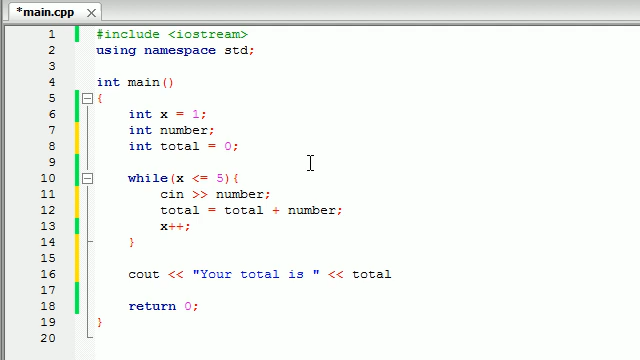 *main.cpp
1 #include <iostream>
2 using namespace std;
3
4 int main()
5 {
6 int x = 1;
7 int number;
8 int total = 0;
9
10 while(x <= 5){
11 cin >> number;
12 total = total + number;
13 x++;
14 }
15
16 cout << "Your total is " << total
17
18 return 0;
19 }
20